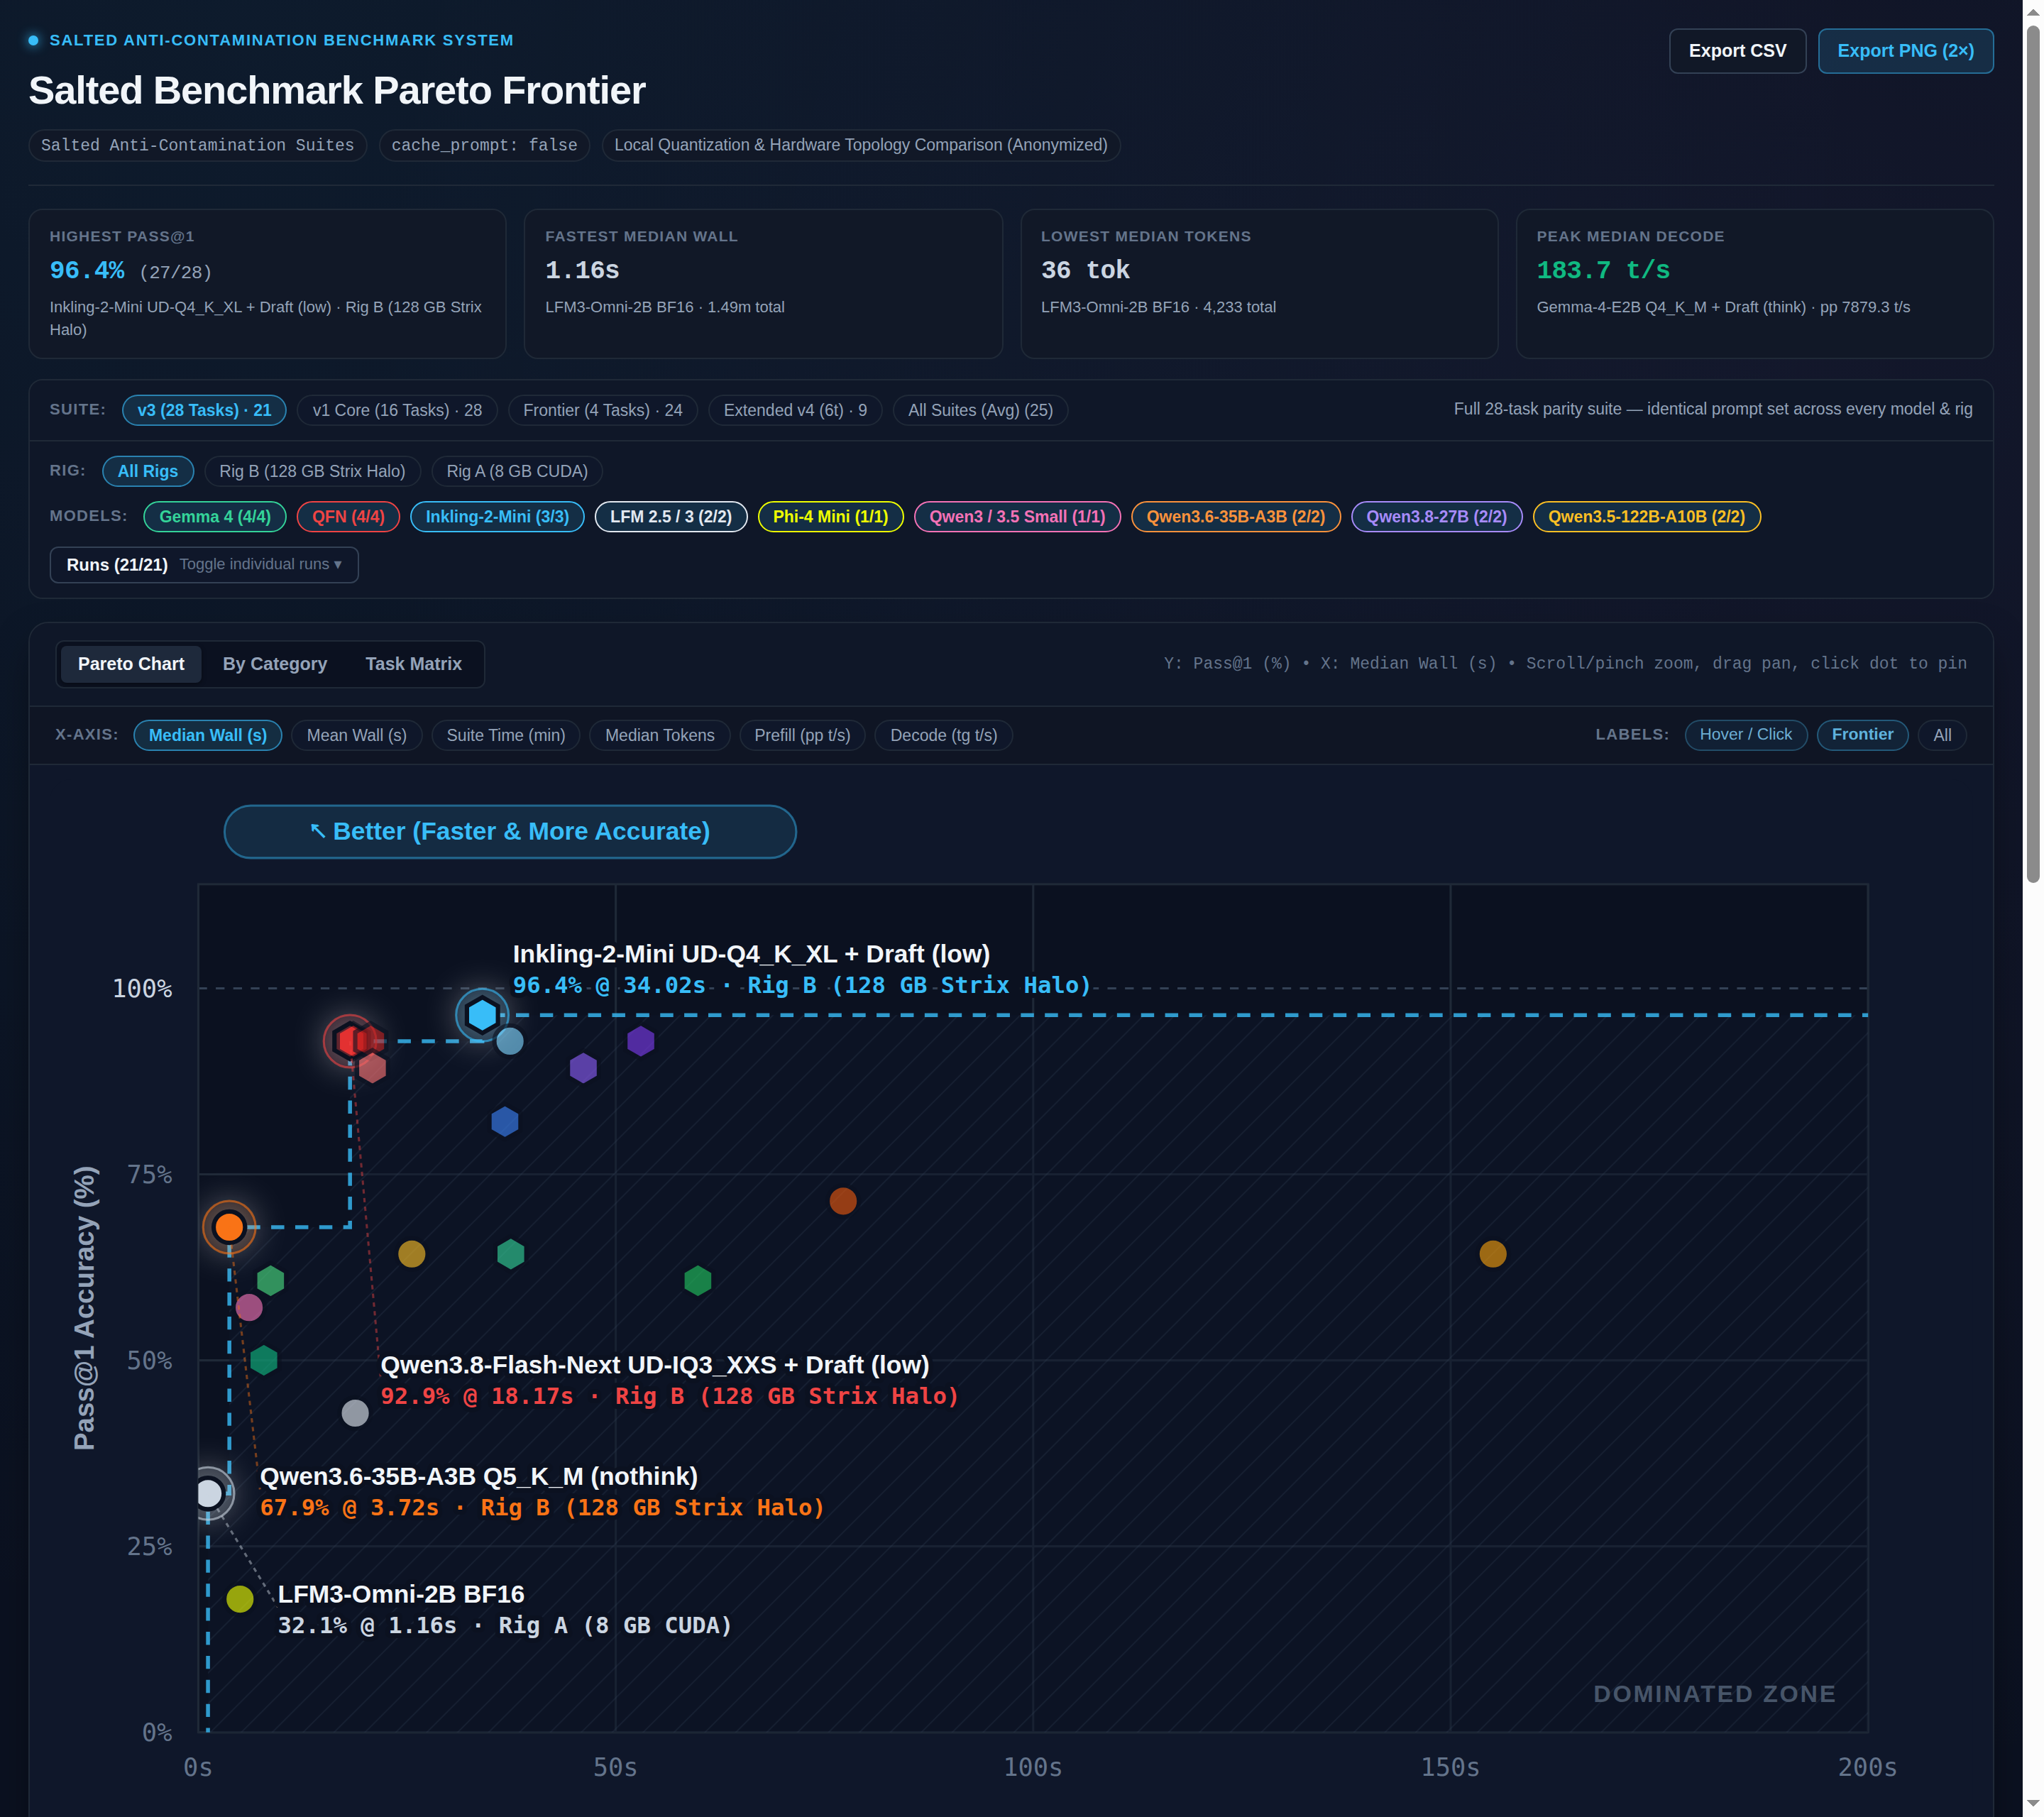 SALTED ANTI-CONTAMINATION BENCHMARK SYSTEM
Export CSV
Export PNG (2×)
Salted Benchmark Pareto Frontier
Salted Anti-Contamination Suites
cache_prompt: false
Local Quantization & Hardware Topology Comparison (Anonymized)
HIGHEST PASS@1
96.4% (27/28)
Inkling-2-Mini UD-Q4_K_XL + Draft (low) · Rig B (128 GB Strix
Halo)
FASTEST MEDIAN WALL
1.16s
LFM3-Omni-2B BF16 · 1.49m total
LOWEST MEDIAN TOKENS
36 tok
LFM3-Omni-2B BF16 · 4,233 total
PEAK MEDIAN DECODE
183.7 t/s
Gemma-4-E2B Q4_K_M + Draft (think) · pp 7879.3 t/s
SUITE: v3 (28 Tasks) · 21 v1 Core (16 Tasks) · 28 Frontier (4 Tasks) · 24 Extended v4 (6t) · 9 All Suites (Avg) (25) Full 28-task parity suite — identical prompt set across every model & rig
RIG: All Rigs Rig B (128 GB Strix Halo) Rig A (8 GB CUDA)
MODELS: Gemma 4 (4/4) QFN (4/4) Inkling-2-Mini (3/3) LFM 2.5 / 3 (2/2) Phi-4 Mini (1/1) Qwen3 / 3.5 Small (1/1) Qwen3.6-35B-A3B (2/2) Qwen3.8-27B (2/2) Qwen3.5-122B-A10B (2/2)
Runs (21/21) Toggle individual runs ▾
Pareto Chart By Category Task Matrix Y: Pass@1 (%) • X: Median Wall (s) • Scroll/pinch zoom, drag pan, click dot to pin
X-AXIS: Median Wall (s) Mean Wall (s) Suite Time (min) Median Tokens Prefill (pp t/s) Decode (tg t/s) LABELS: Hover / Click Frontier All
↖ Better (Faster & More Accurate)
Inkling-2-Mini UD-Q4_K_XL + Draft (low)
96.4% @ 34.02s · Rig B (128 GB Strix Halo)
100%
75%
Pass@1 Accuracy (%)
50%
Qwen3.8-Flash-Next UD-IQ3_XXS + Draft (low)
92.9% @ 18.17s · Rig B (128 GB Strix Halo)
Qwen3.6-35B-A3B Q5_K_M (nothink)
67.9% @ 3.72s · Rig B (128 GB Strix Halo)
25%
LFM3-Omni-2B BF16
32.1% @ 1.16s · Rig A (8 GB CUDA)
DOMINATED ZONE
0%
0s 50s 100s 150s 200s